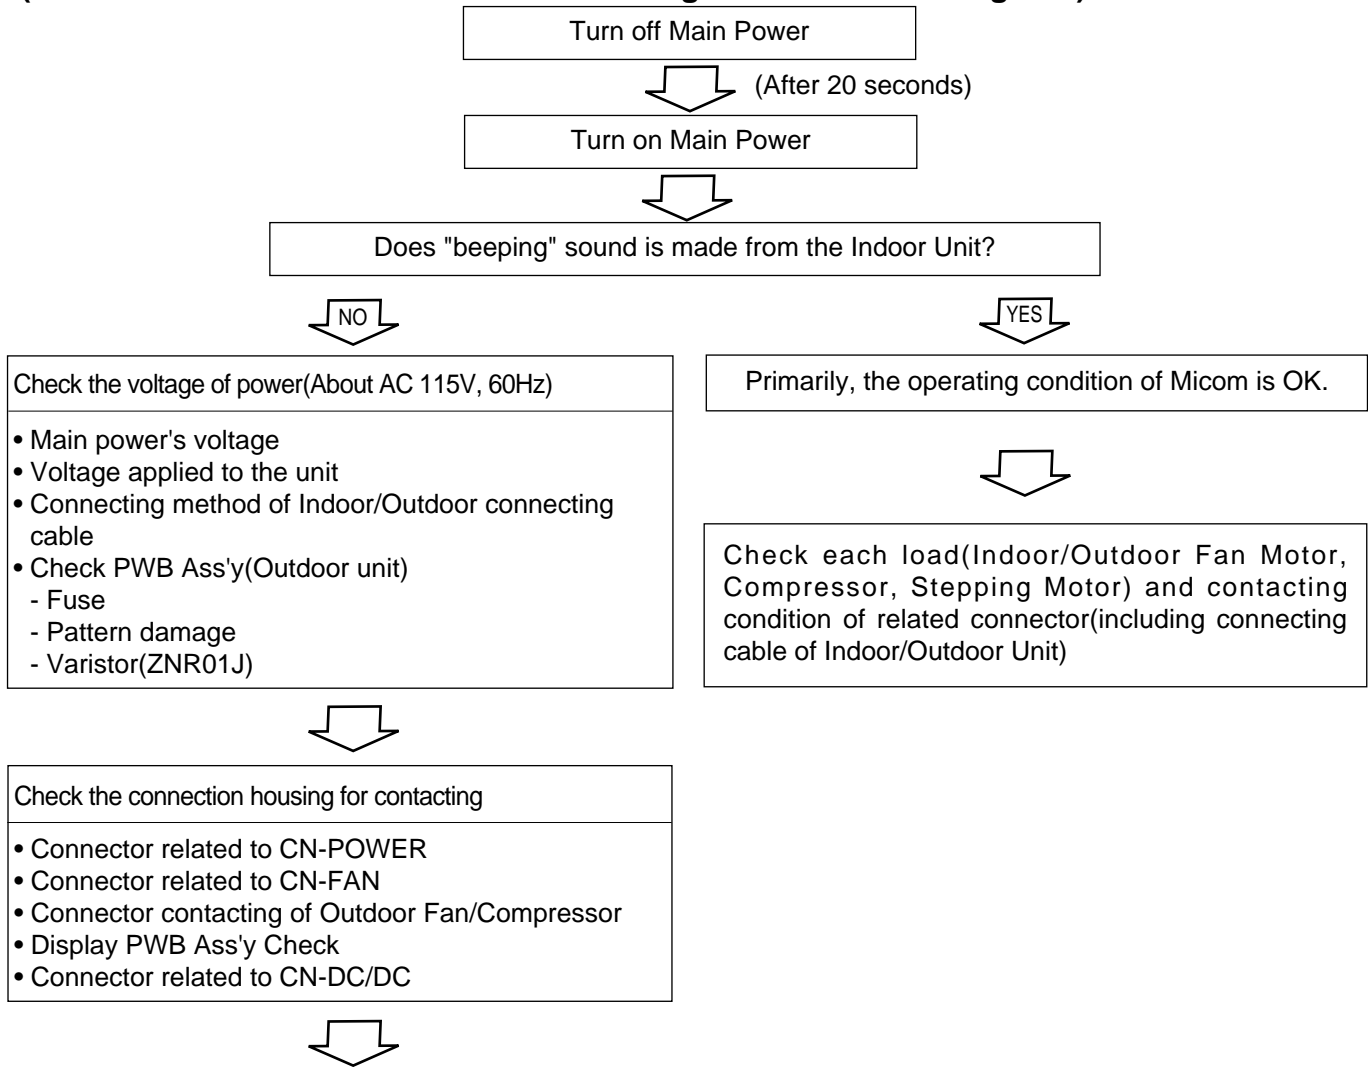 Turn off Main Power
(After 20 seconds)
Turn on Main Power
Does "beeping" sound is made from the Indoor Unit?
NO
YES
Check the voltage of power(About AC 115V, 60Hz)
• Main power's voltage
• Voltage applied to the unit
• Connecting method of Indoor/Outdoor connecting
cable
• Check PWB Ass'y(Outdoor unit)
- Fuse
- Pattern damage
- Varistor(ZNR01J)
Primarily, the operating condition of Micom is OK.
Check each load(Indoor/Outdoor Fan Motor,
Compressor, Stepping Motor) and contacting
condition of related connector(including connecting
cable of Indoor/Outdoor Unit)
Check the connection housing for contacting
• Connector related to CN-POWER
• Connector related to CN-FAN
• Connector contacting of Outdoor Fan/Compressor
• Display PWB Ass'y Check
• Connector related to CN-DC/DC